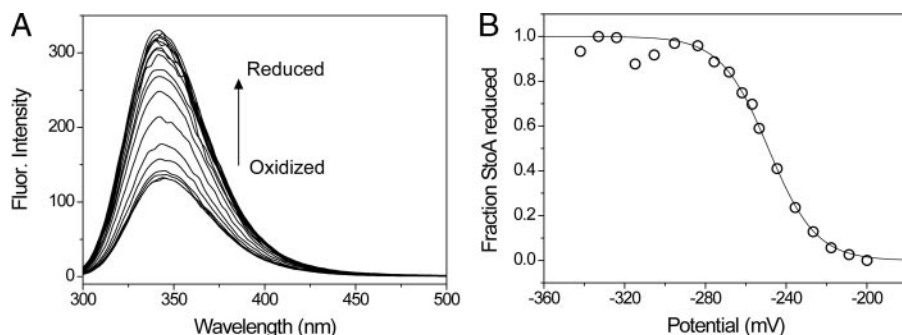 A
300
200
100
0
Fluor. Intensity
Reduced
Oxidized
300 350 400 450 500
Wavelength (nm)
B
1.0
0.8
0.6
0.4
0.2
0.0
Fraction StoA reduced
-360 -320 -280 -240 -200
Potential (mV)